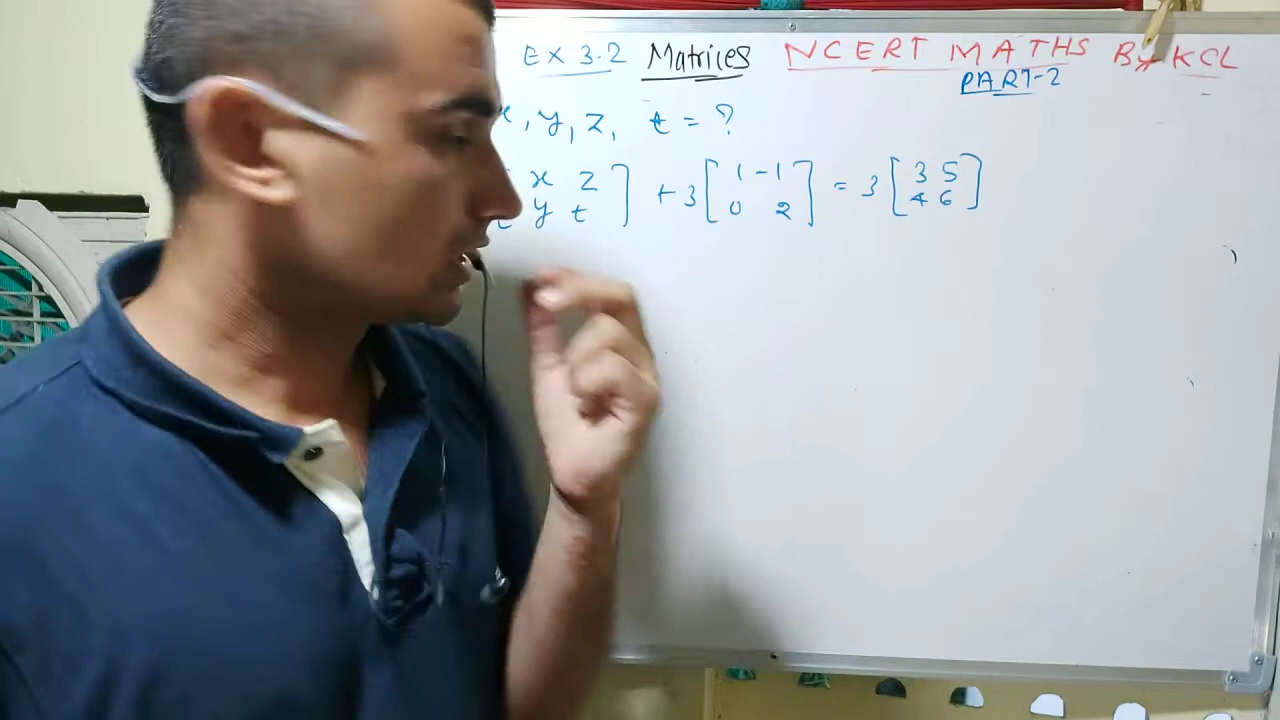 EX 3.2 Matrices NCERT MATHS By KCL
PART-2
x, y, z, t = ?
[ x z ] + 3 [ 1 -1 ] = 3 [ 3 5 ]
[ y t ] [ 0 2 ] [ 4 6 ]